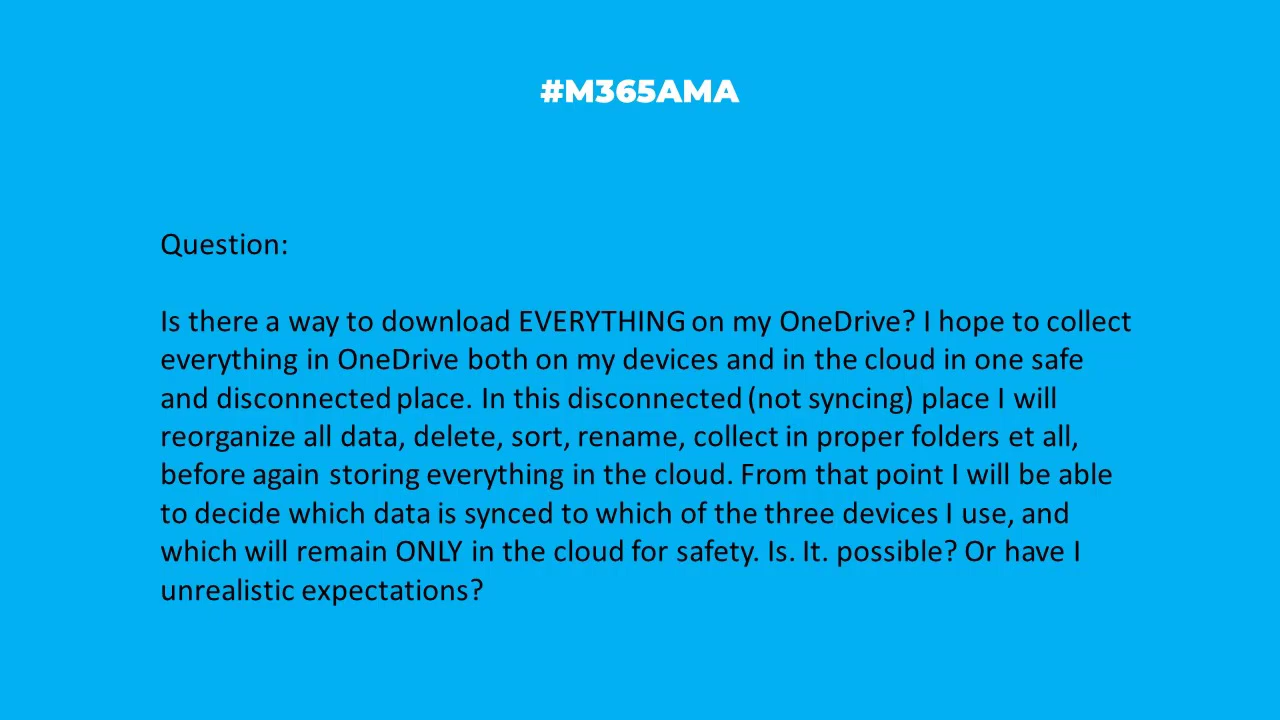 #M365AMA
Question:
Is there a way to download EVERYTHING on my OneDrive? I hope to collect
everything in OneDrive both on my devices and in the cloud in one safe
and disconnected place. In this disconnected (not syncing) place I will
reorganize all data, delete, sort, rename, collect in proper folders et all,
before again storing everything in the cloud. From that point I will be able
to decide which data is synced to which of the three devices I use, and
which will remain ONLY in the cloud for safety. Is. It. possible? Or have I
unrealistic expectations?